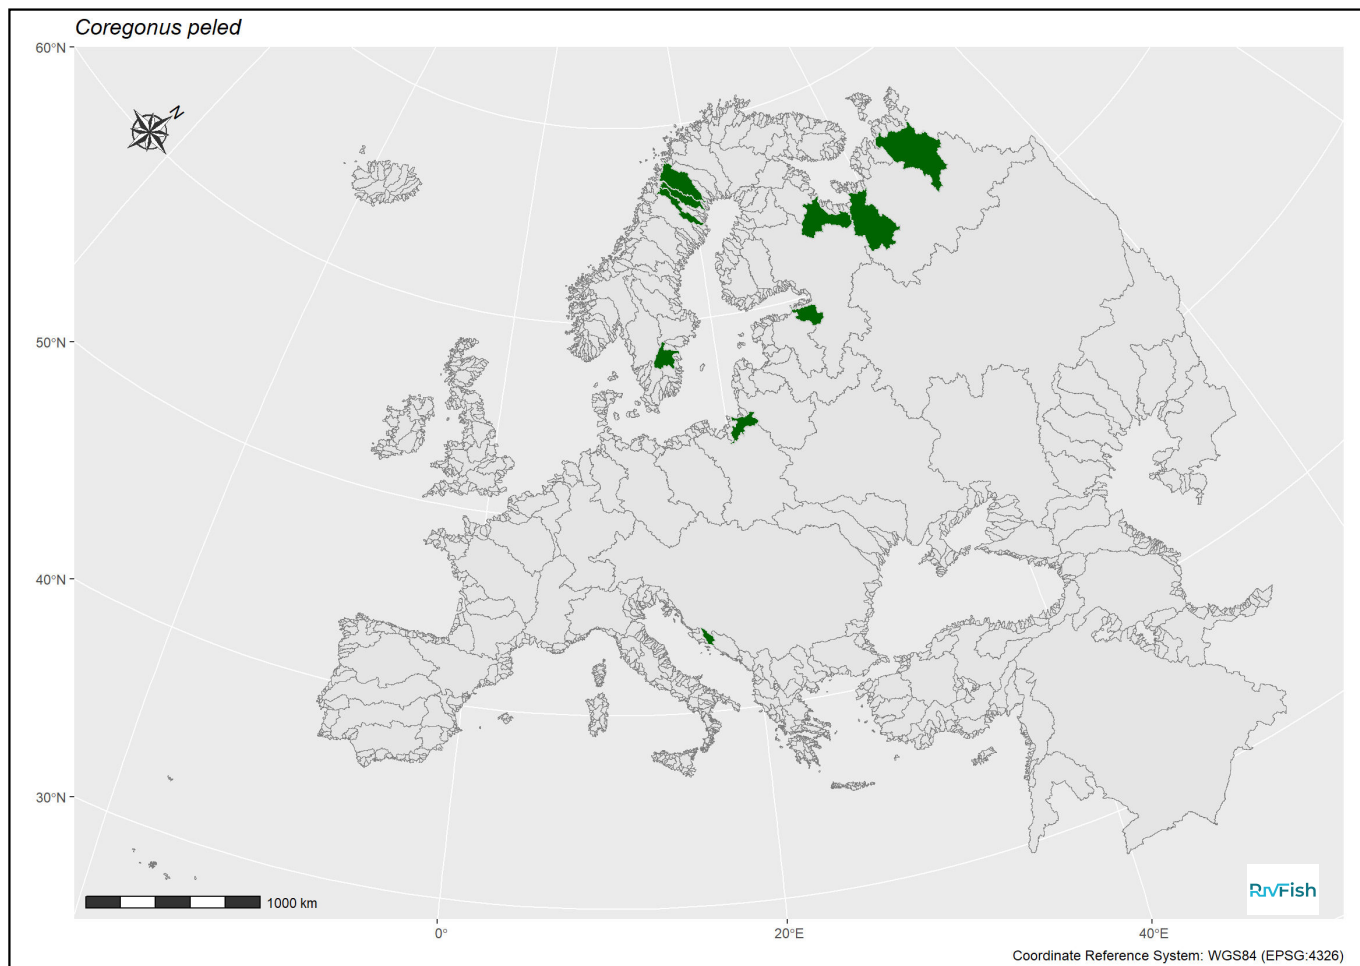 Coregonus peled
60°N
N
50°N
40°N
30°N
1000 km
RIVFISH
0°
20°E
40°E
Coordinate Reference System: WGS84 (EPSG:4326)